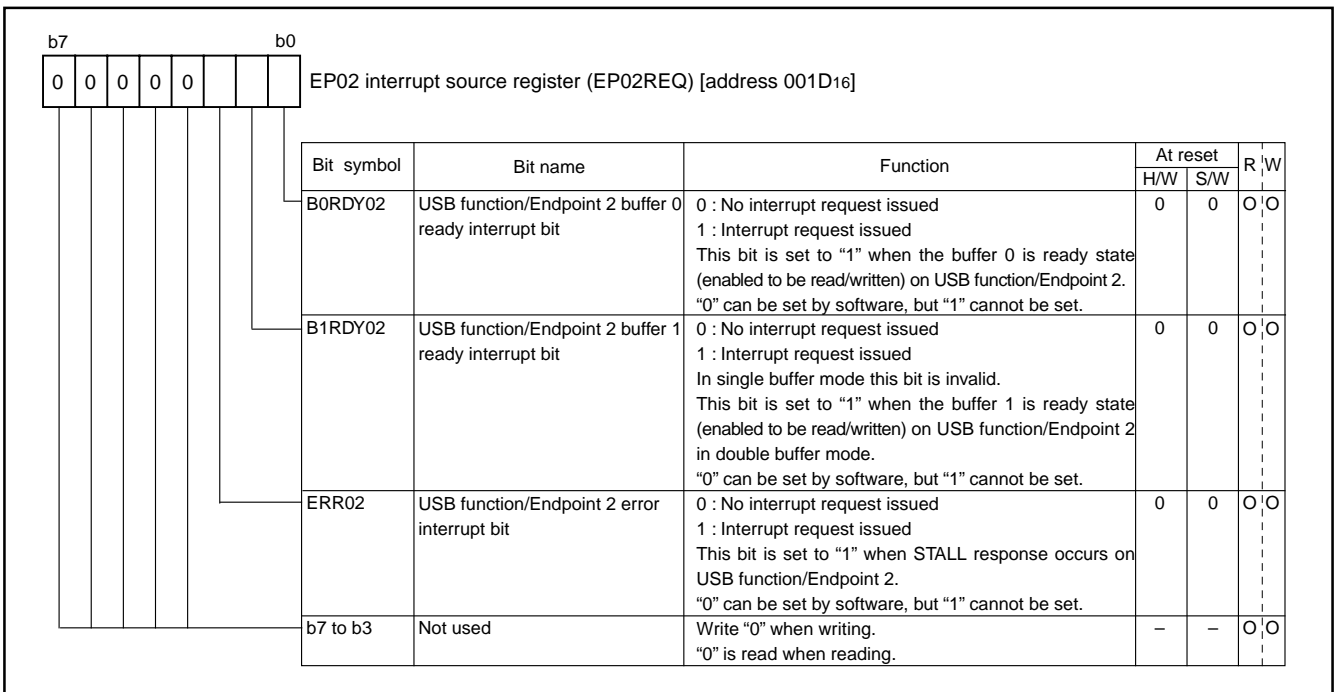 b7 b0
0 0 0 0 0 EP02 interrupt source register (EP02REQ) [address 001D16]
Bit symbol Bit name Function At reset R W
H/W S/W
B0RDY02 USB function/Endpoint 2 buffer 0 0 : No interrupt request issued 0 0 O O
ready interrupt bit 1 : Interrupt request issued
This bit is set to “1” when the buffer 0 is ready state
(enabled to be read/written) on USB function/Endpoint 2.
“0” can be set by software, but “1” cannot be set.
B1RDY02 USB function/Endpoint 2 buffer 1 0 : No interrupt request issued 0 0 O O
ready interrupt bit 1 : Interrupt request issued
In single buffer mode this bit is invalid.
This bit is set to “1” when the buffer 1 is ready state
(enabled to be read/written) on USB function/Endpoint 2
in double buffer mode.
“0” can be set by software, but “1” cannot be set.
ERR02 USB function/Endpoint 2 error 0 : No interrupt request issued 0 0 O O
interrupt bit 1 : Interrupt request issued
This bit is set to “1” when STALL response occurs on
USB function/Endpoint 2.
“0” can be set by software, but “1” cannot be set.
b7 to b3 Not used Write “0” when writing. – – O O
“0” is read when reading.